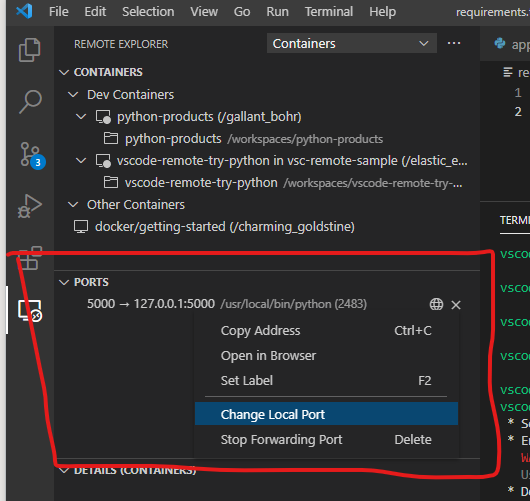 File Edit Selection View Go Run Terminal Help requirements.
REMOTE EXPLORER Containers
CONTAINERS
Dev Containers
python-products (/gallant_bohr)
python-products /workspaces/python-products
vscode-remote-try-python in vsc-remote-sample (/elastic_e...
vscode-remote-try-python /workspaces/vscode-remote-try-...
Other Containers
docker/getting-started (/charming_goldstine)
3
PORTS
5000 → 127.0.0.1:5000 /usr/local/bin/python (2483)
Copy Address Ctrl+C
Open in Browser
Set Label F2
Change Local Port
Stop Forwarding Port Delete
DETAILS (CONTAINERS)
app
re
1
2
TERMI
vscod
vscod
vscod
vscod
vscod
vscod
* S
* E
W
U
* D